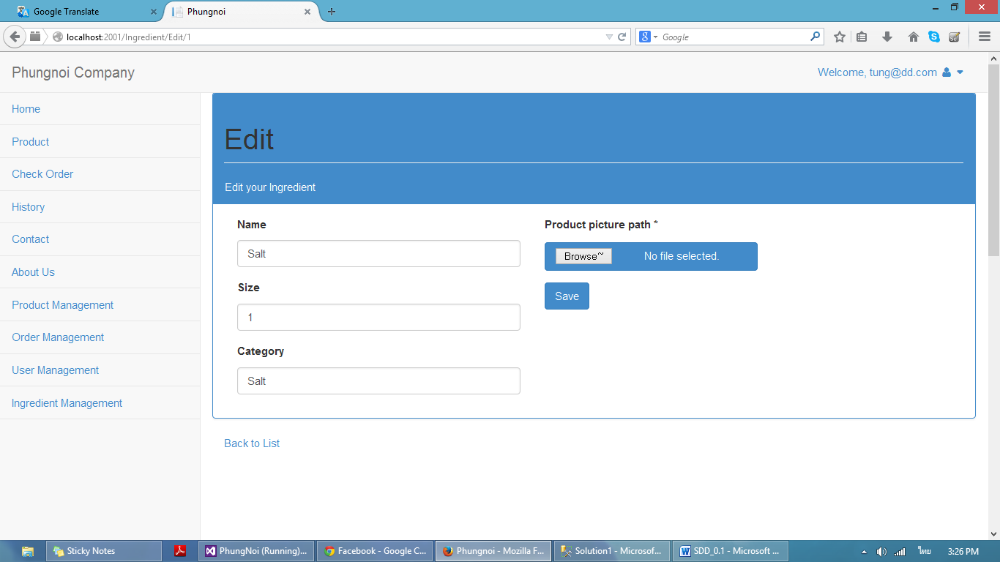 Google Translate
Phungnoi
localhost:2001/Ingredient/Edit/1
Google
Phungnoi Company
Welcome, tung@dd.com
Home
Product
Check Order
History
Contact
About Us
Product Management
Order Management
User Management
Ingredient Management
Edit
Edit your Ingredient
Name
Salt
Size
1
Category
Salt
Product picture path *
Browse~ No file selected.
Save
Back to List
Sticky Notes
PhungNoi (Running)...
Facebook - Google C...
Phungnoi - Mozilla F...
Solution1 - Microsof...
SDD_0.1 - Microsoft ...
ไทย
3:26 PM